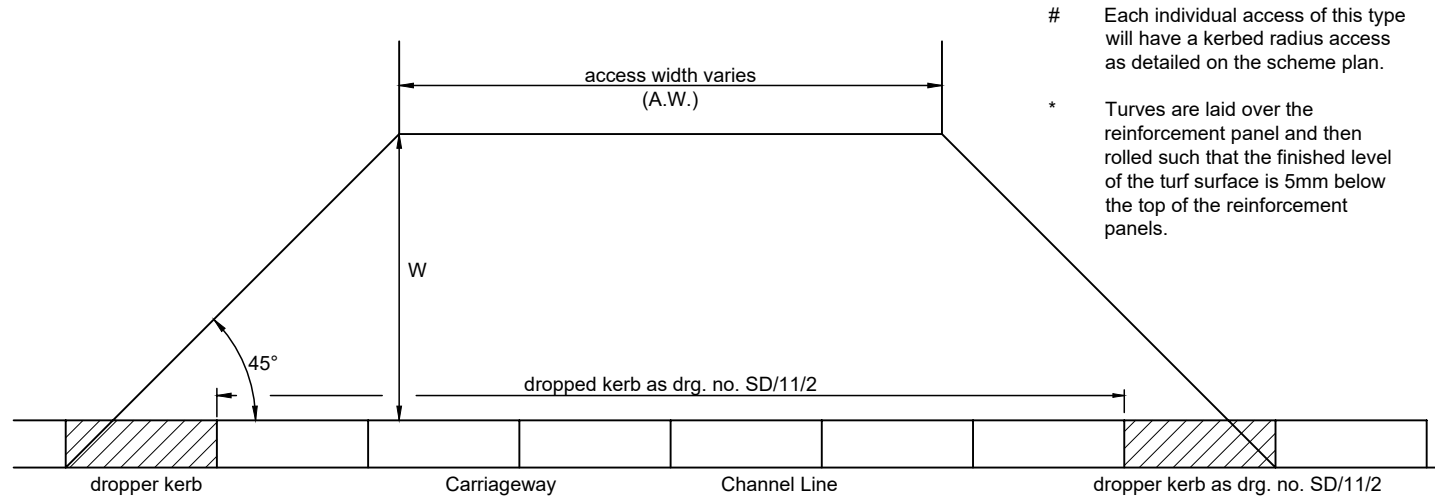 # Each individual access of this type
will have a kerbed radius access
as detailed on the scheme plan.
* Turves are laid over the
reinforcement panel and then
rolled such that the finished level
of the turf surface is 5mm below
the top of the reinforcement
panels.
access width varies
(A.W.)
W
45°
dropped kerb as drg. no. SD/11/2
dropper kerb
Carriageway
Channel Line
dropper kerb as drg. no. SD/11/2